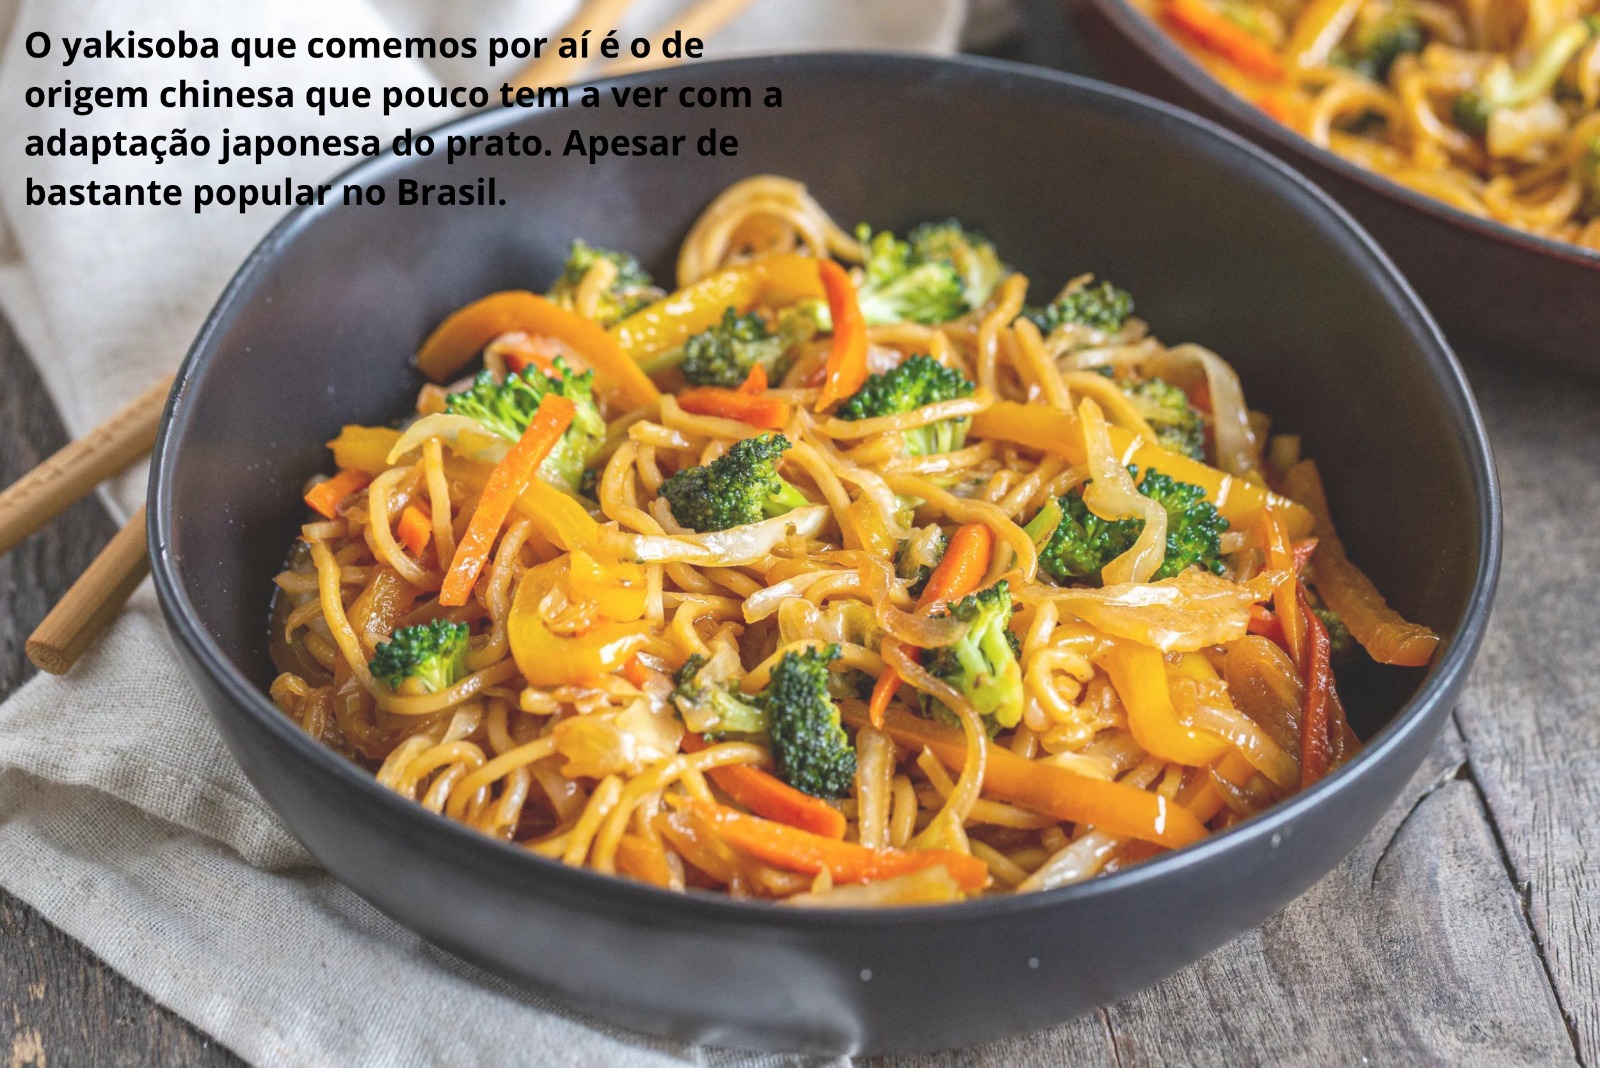 O yakisoba que comemos por aí é o de
origem chinesa que pouco tem a ver com a
adaptação japonesa do prato. Apesar de
bastante popular no Brasil.